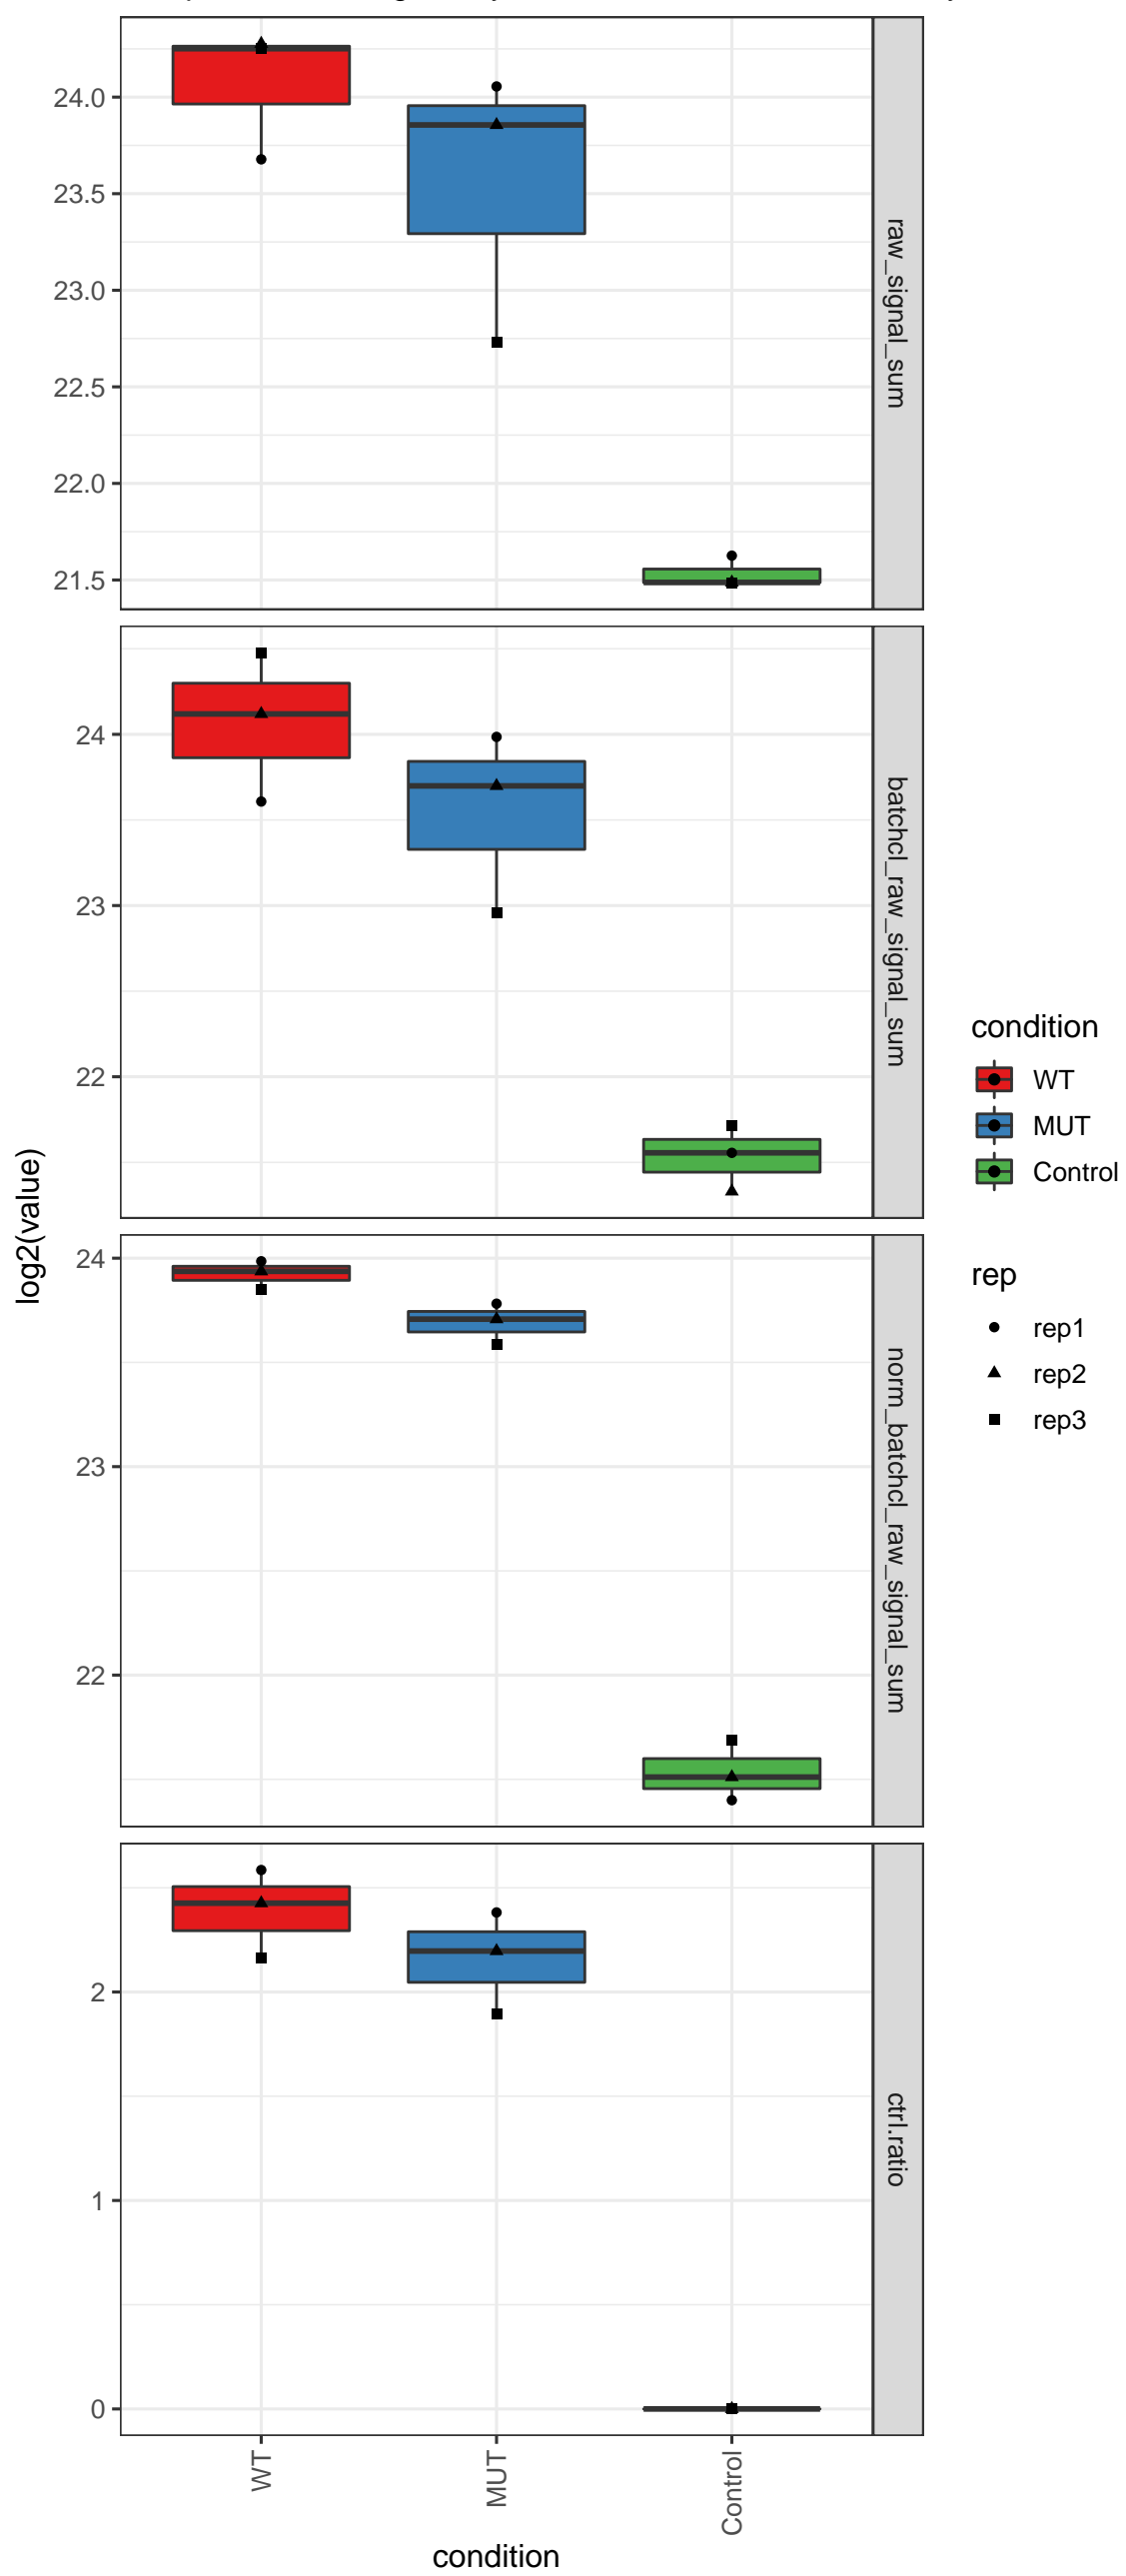 24.0
23.5
23.0
22.5
22.0
21.5
raw_signal_sum
24
23
22
batchcl_raw_signal_sum
24
23
22
norm_batchcl_raw_signal_sum
2
1
0
ctrl.ratio
log2(value)
WT
MUT
Control
condition
condition
WT
MUT
Control
rep
rep1
rep2
rep3